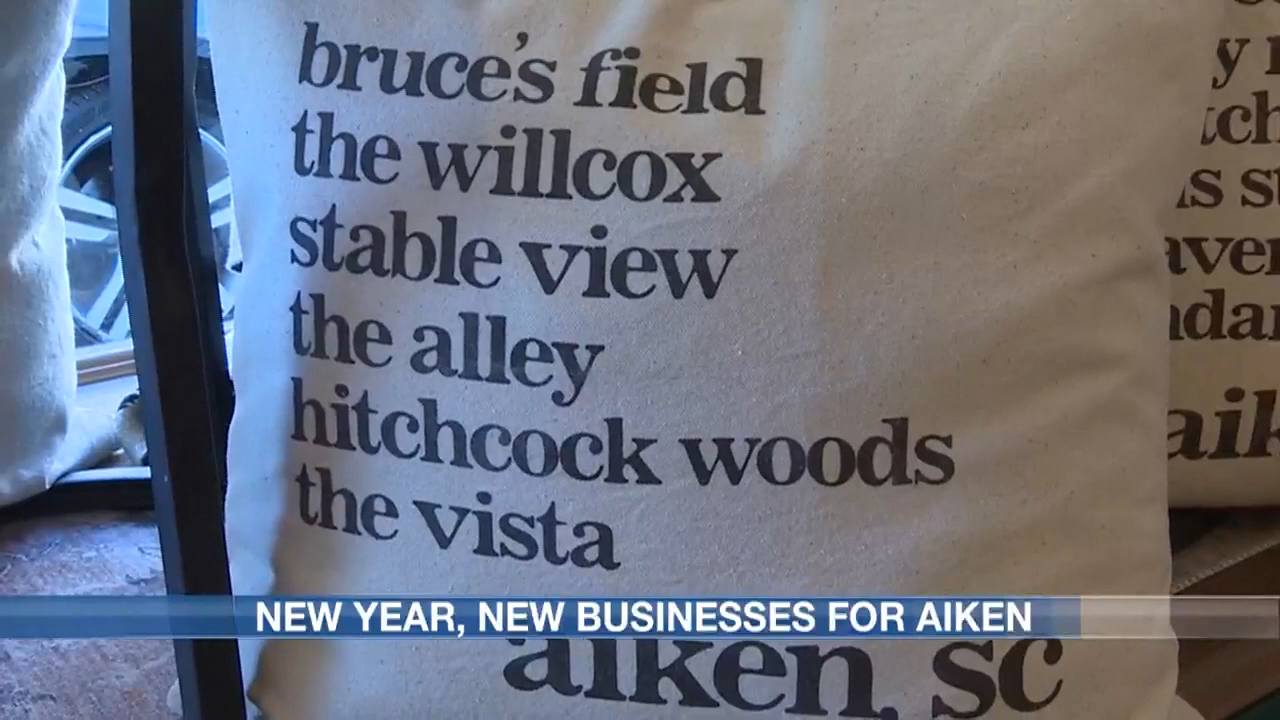 bruce's field
the willcox
stable view
the alley
hitchcock woods
the vista
NEW YEAR, NEW BUSINESSES FOR AIKEN
aiken, sc